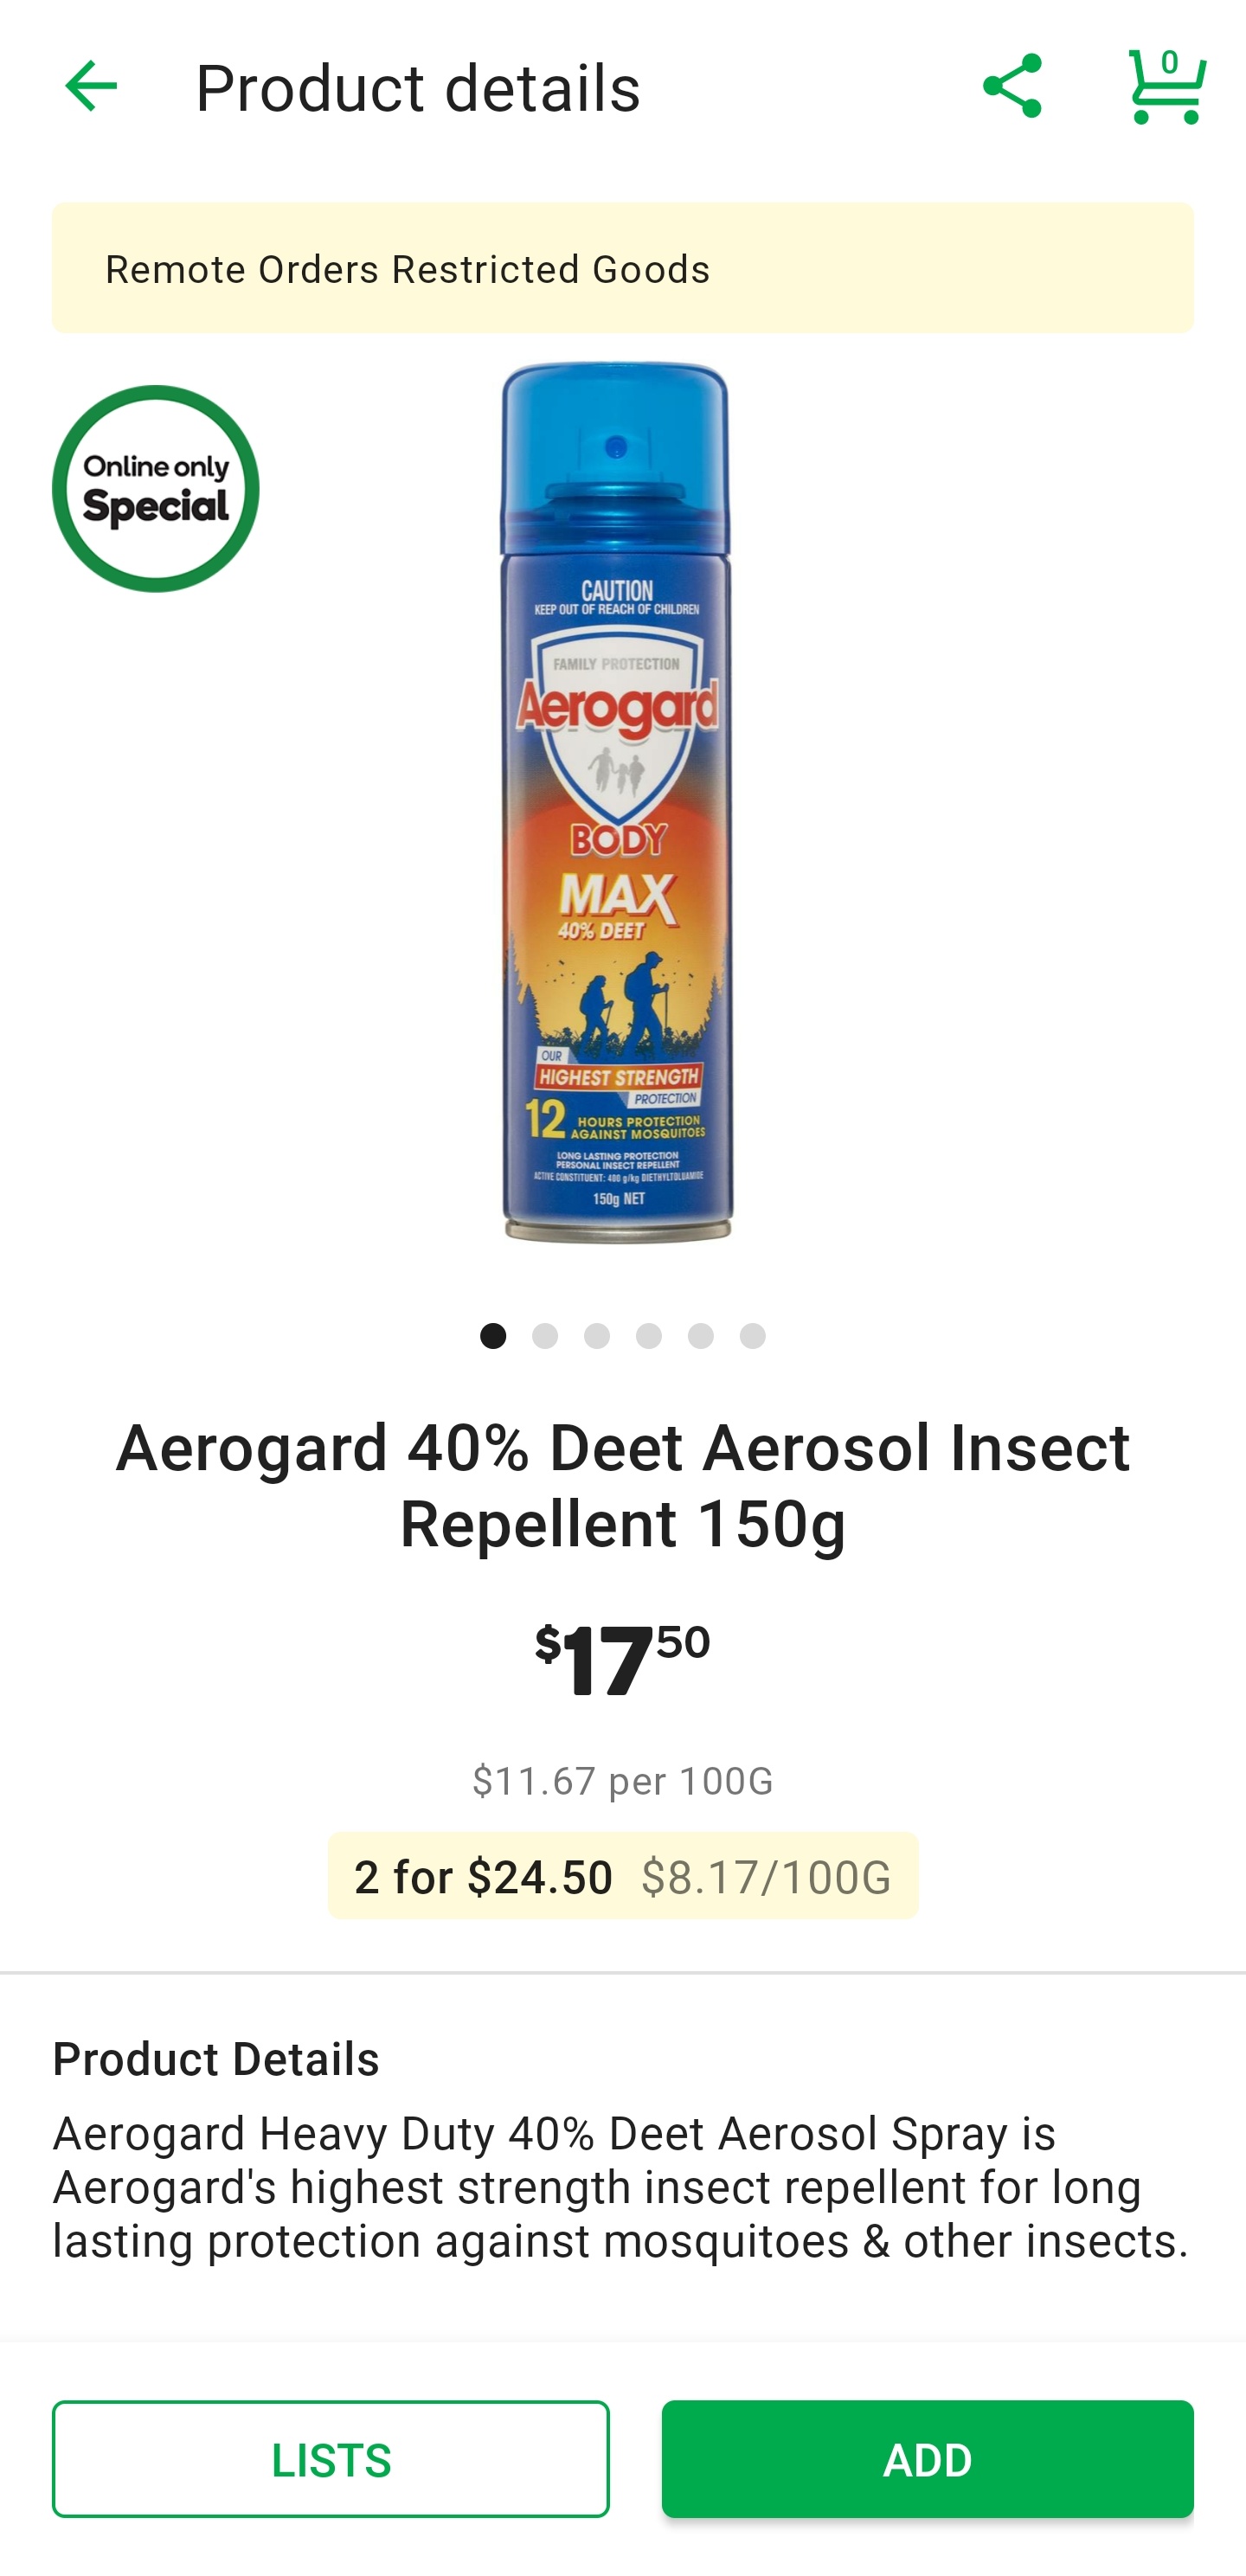 Product details
0
Remote Orders Restricted Goods
Online only
Special
CAUTION
KEEP OUT OF REACH OF CHILDREN
FAMILY PROTECTION
Aerogard
BODY
MAX
40% DEET
OUR
HIGHEST STRENGTH
PROTECTION
12 HOURS PROTECTION
AGAINST MOSQUITOES
LONG LASTING PROTECTION
PERSONAL INSECT REPELLENT
ACTIVE CONSTITUENT: 400 g/kg DIETHYLTOLUAMIDE
150g NET
Aerogard 40% Deet Aerosol Insect
Repellent 150g
$1750
$11.67 per 100G
2 for $24.50 $8.17/100G
Product Details
Aerogard Heavy Duty 40% Deet Aerosol Spray is
Aerogard's highest strength insect repellent for long
lasting protection against mosquitoes & other insects.
LISTS
ADD